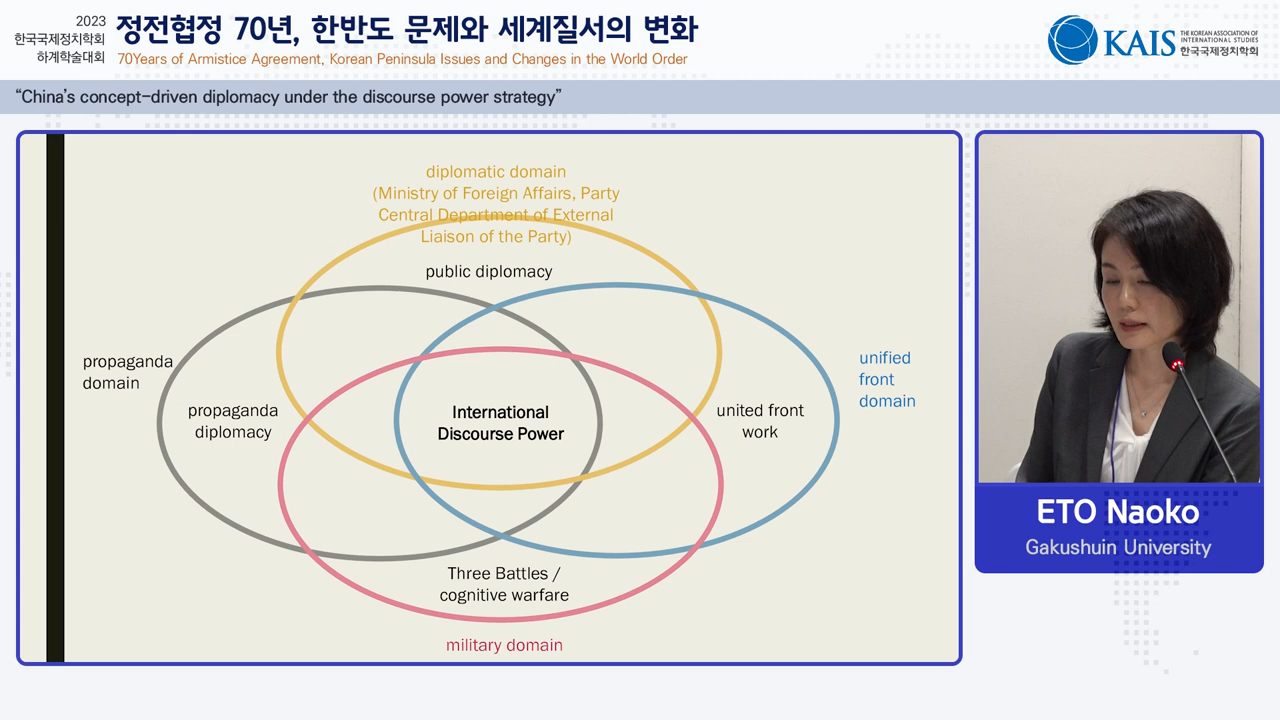 2023
한국국제정치학회
하계학술대회
정전협정 70년, 한반도 문제와 세계질서의 변화
70Years of Armistice Agreement, Korean Peninsula Issues and Changes in the World Order
KAIS
THE KOREAN ASSOCIATION OF
INTERNATIONAL STUDIES
한국국제정치학회
“China’s concept-driven diplomacy under the discourse power strategy”
diplomatic domain
(Ministry of Foreign Affairs, Party
Central Department of External
Liaison of the Party)
public diplomacy
propaganda
domain
propaganda
diplomacy
International
Discourse Power
united front
work
unified
front
domain
Three Battles /
cognitive warfare
military domain
ETO Naoko
Gakushuin University